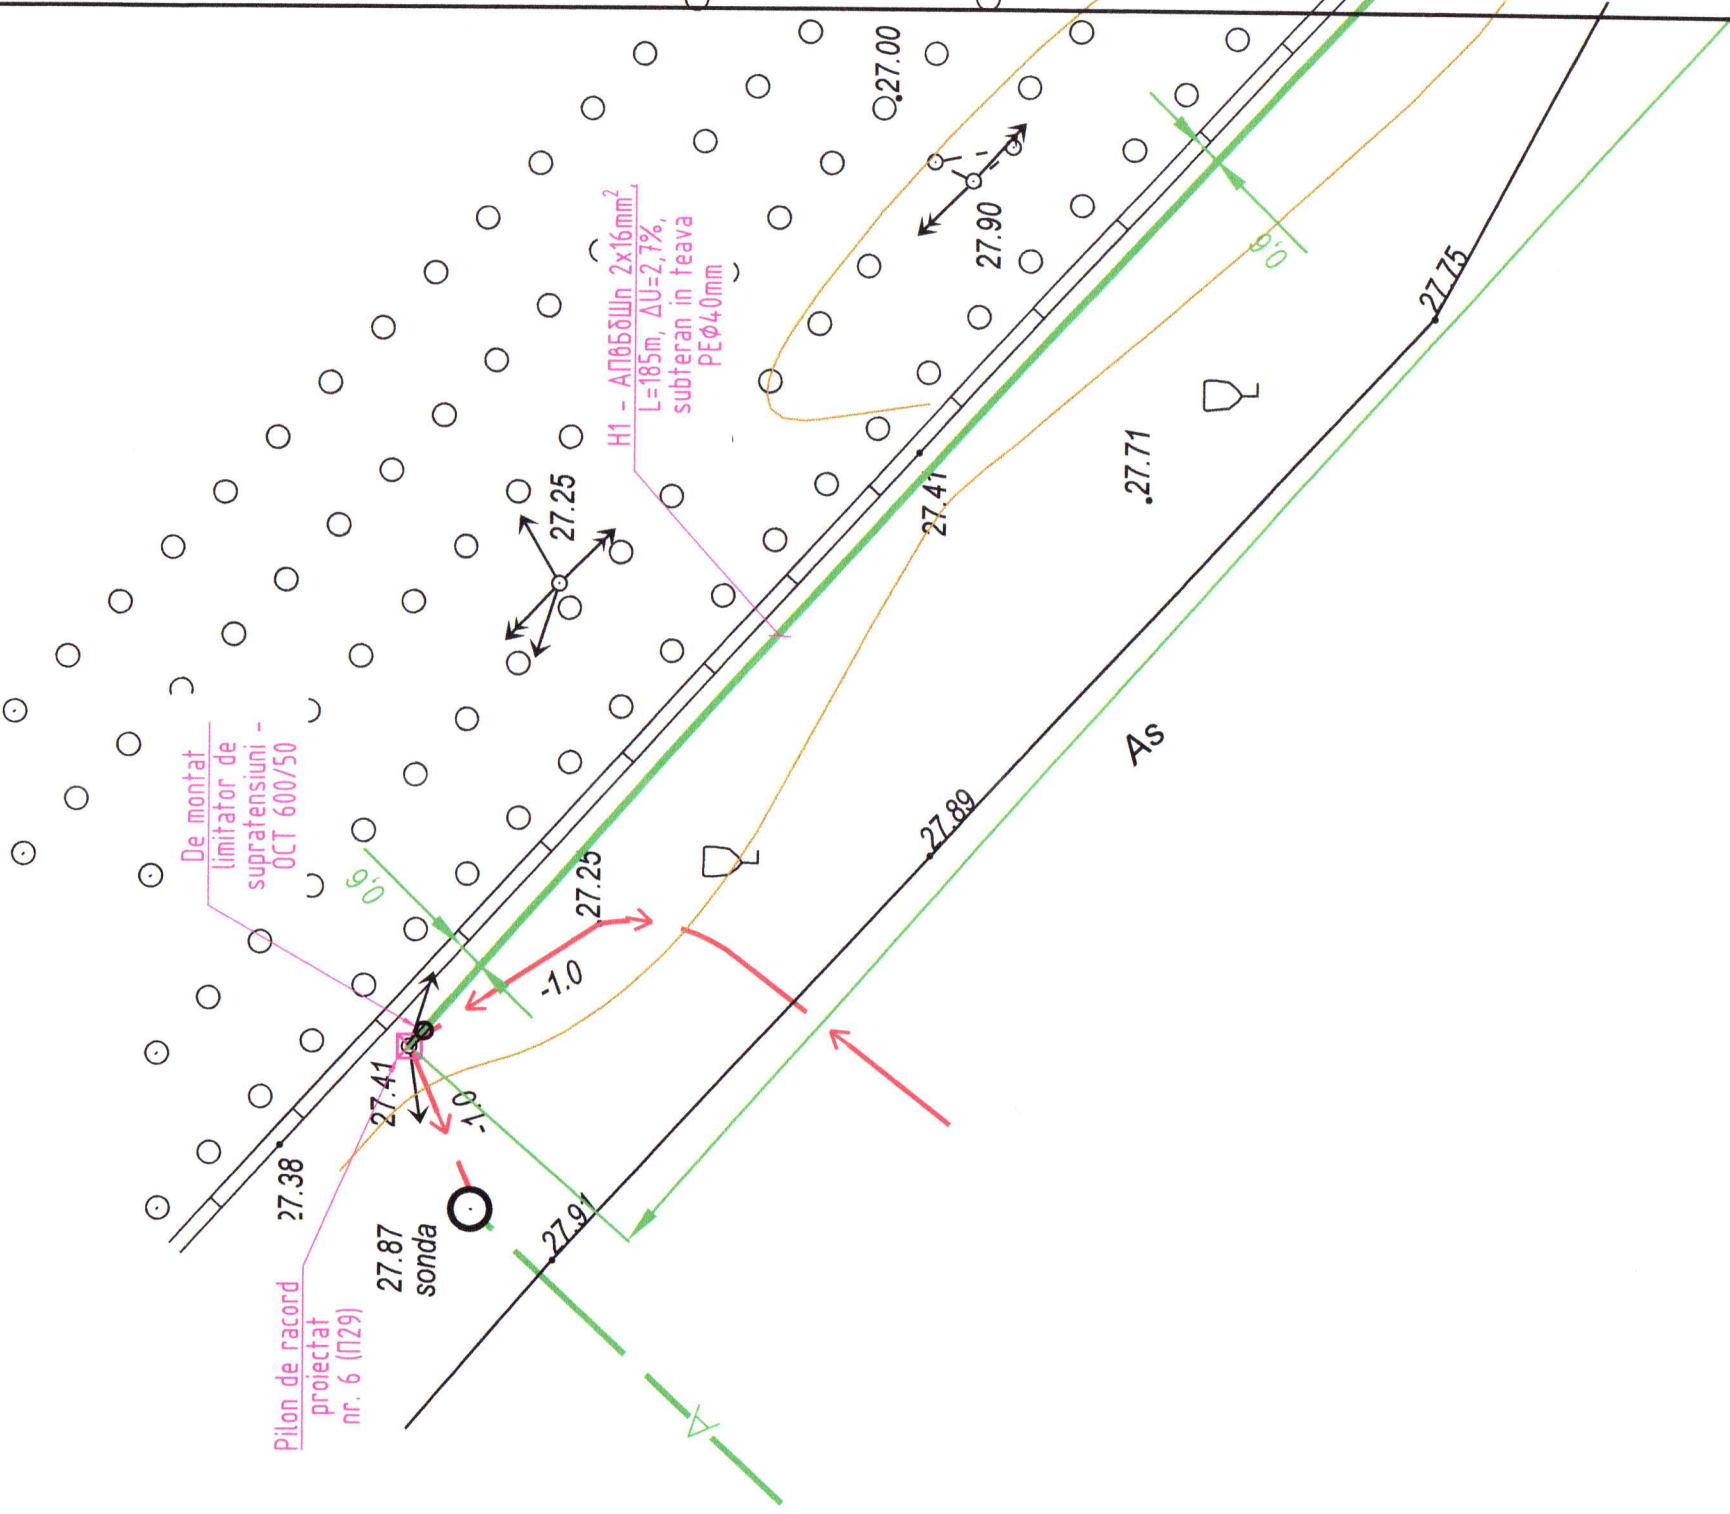 27.00
27.90
H1 - АПВБбШп 2x16mm²,
L=185m, ΔU=2,7%,
subteran in teava
PEϕ40mm
0,6
27.75
27.25
27.41
27.71
De montat
limitator de
supratensiuni -
ОСТ 600/50
0,6
27.25
-1.0
As
27.89
27.41
-1.0
27.38
27.87
sonda
27.91
Pilon de racord
proiectat
nr. 6 (П29)
A